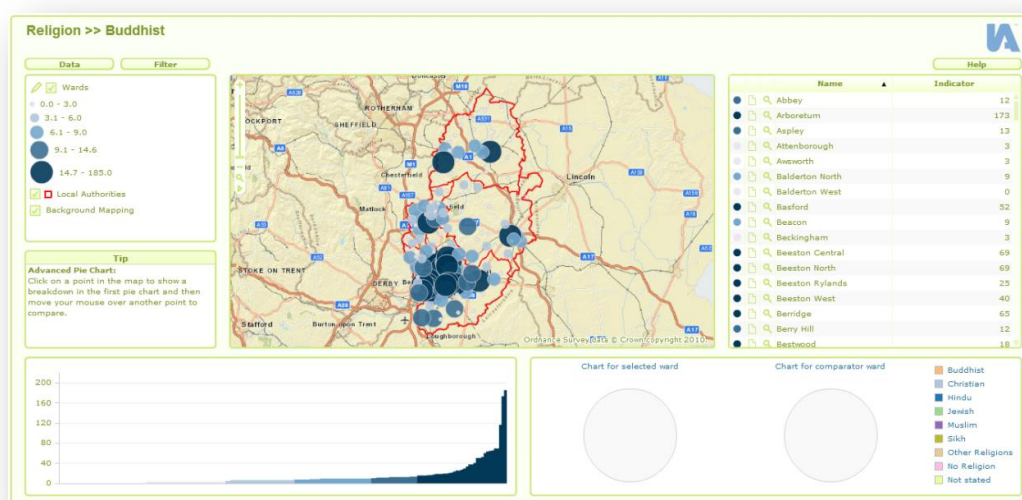 Religion >> Buddhist
IA
Data
Filter
Help
Wards
0.0 - 3.0
3.1 - 6.0
6.1 - 9.0
9.1 - 14.6
14.7 - 185.0
Local Authorities
Background Mapping
Tip
Advanced Pie Chart:
Click on a point in the map to show a
breakdown in the first pie chart and then
move your mouse over another point to
compare.
M18
ROTHERHAM
SHEFFIELD
A1
M1
Chesterfield
Lincoln
A15
Matlock
A17
STOKE ON TRENT
DERBY
Stafford
Burton upon Trent
Loughborough
A17
Ordnance Survey
© Crown copyright 2010
Name ▲ Indicator
Abbey 12
Arboretum 173
Aspley 13
Attenborough 3
Awsworth 3
Balderton North 9
Balderton West 0
Basford 52
Beacon 9
Beckingham 3
Beeston Central 69
Beeston North 69
Beeston Rylands 25
Beeston West 40
Berridge 65
Berry Hill 12
Bestwood 18
200
160
120
80
40
0
Chart for selected ward
Chart for comparator ward
Buddhist
Christian
Hindu
Jewish
Muslim
Sikh
Other Religions
No Religion
Not stated